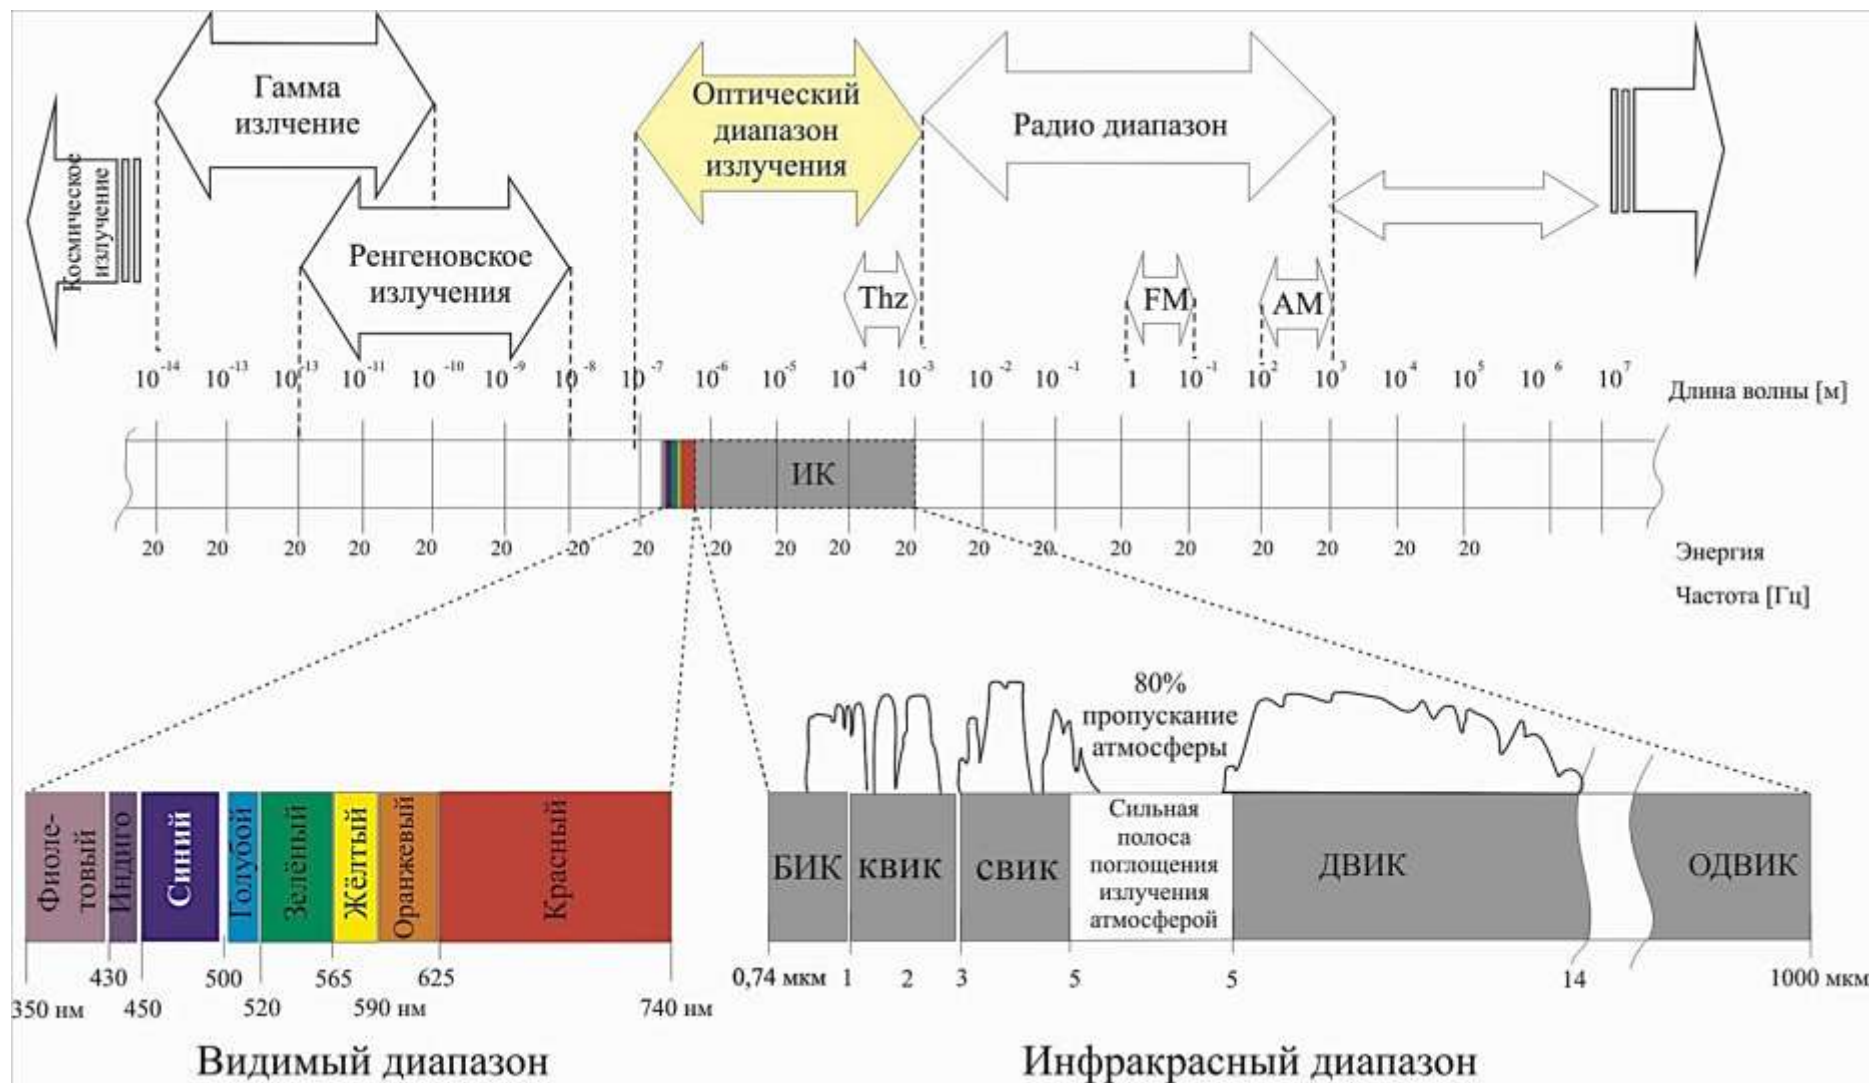 Гамма
излчение
Оптический
диапазон
излучения
Радио диапазон
Космическое
излучение
Ренгеновское
излучения
Thz
FM
AM
10⁻¹⁴ 10⁻¹³ 10⁻¹³ 10⁻¹¹ 10⁻¹⁰ 10⁻⁹ 10⁻⁸ 10⁻⁷ 10⁻⁶ 10⁻⁵ 10⁻⁴ 10⁻³ 10⁻² 10⁻¹ 1 10⁻¹ 10² 10³ 10⁴ 10⁵ 10⁶ 10⁷
Длина волны [м]
ИК
20 20 20 20 20 20 20 20 20 20 20 20 20 20 20 20 20 20 20 20
Энергия
Частота [Гц]
80%
пропускание
атмосферы
Фиоле-
товый
Индиго
Синий
Голубой
Зелёный
Жёлтый
Оранжевый
Красный
БИК
КВИК
СВИК
Сильная
полоса
поглощения
излучения
атмосферой
ДВИК
ОДВИК
430 500 565 625
350 нм 450 520 590 нм 740 нм
0,74 мкм 1 2 3 5 5 14 1000 мкм
Видимый диапазон
Инфракрасный диапазон